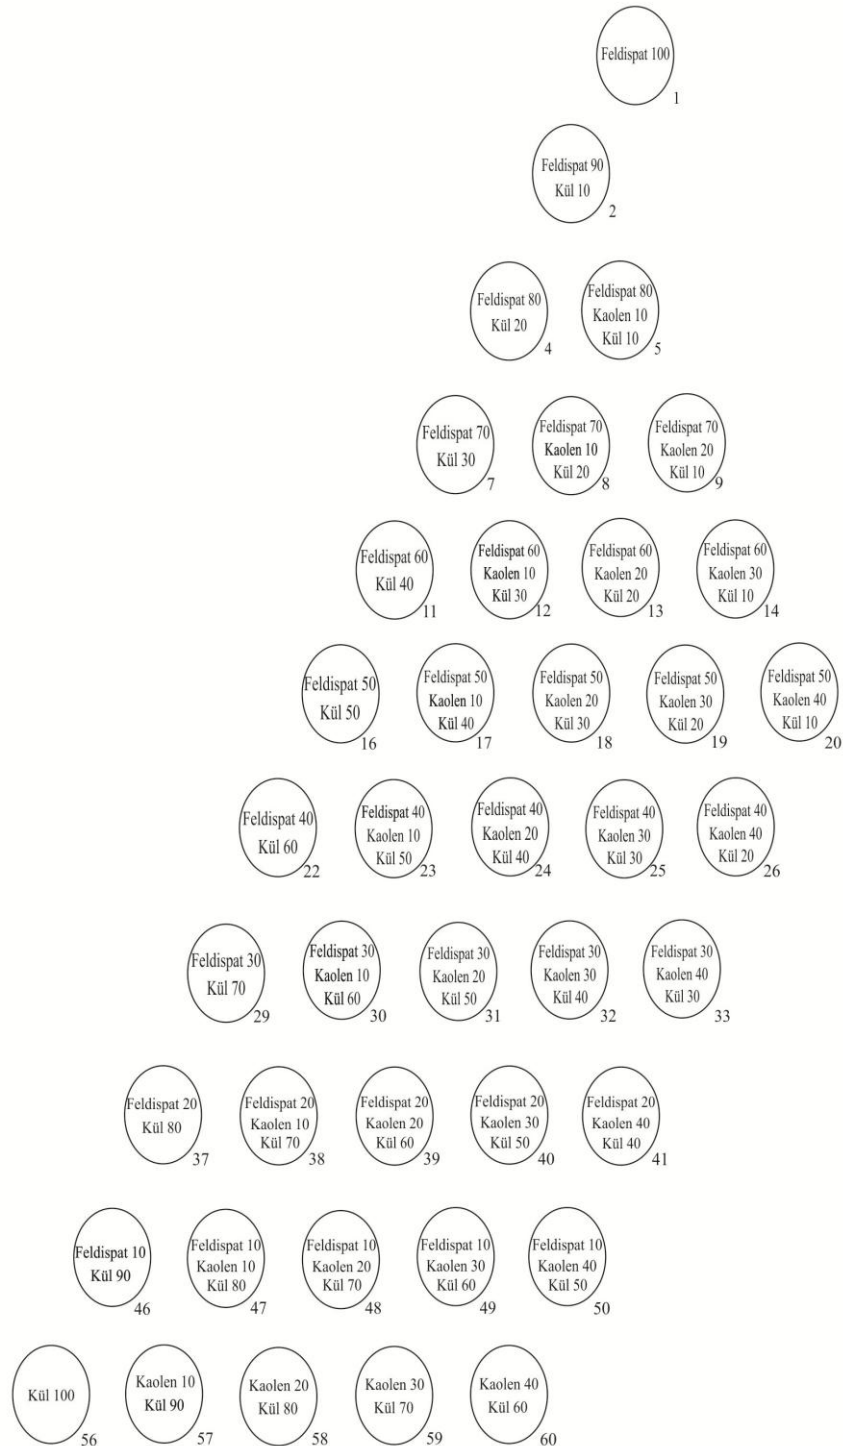 Feldispat 100
1
Feldispat 90
Kül 10
2
Feldispat 80
Kül 20
4
Feldispat 80
Kaolen 10
Kül 10
5
Feldispat 70
Kül 30
7
Feldispat 70
Kaolen 10
Kül 20
8
Feldispat 70
Kaolen 20
Kül 10
9
Feldispat 60
Kül 40
11
Feldispat 60
Kaolen 10
Kül 30
12
Feldispat 60
Kaolen 20
Kül 20
13
Feldispat 60
Kaolen 30
Kül 10
14
Feldispat 50
Kül 50
16
Feldispat 50
Kaolen 10
Kül 40
17
Feldispat 50
Kaolen 20
Kül 30
18
Feldispat 50
Kaolen 30
Kül 20
19
Feldispat 50
Kaolen 40
Kül 10
20
Feldispat 40
Kül 60
22
Feldispat 40
Kaolen 10
Kül 50
23
Feldispat 40
Kaolen 20
Kül 40
24
Feldispat 40
Kaolen 30
Kül 30
25
Feldispat 40
Kaolen 40
Kül 20
26
Feldispat 30
Kül 70
29
Feldispat 30
Kaolen 10
Kül 60
30
Feldispat 30
Kaolen 20
Kül 50
31
Feldispat 30
Kaolen 30
Kül 40
32
Feldispat 30
Kaolen 40
Kül 30
33
Feldispat 20
Kül 80
37
Feldispat 20
Kaolen 10
Kül 70
38
Feldispat 20
Kaolen 20
Kül 60
39
Feldispat 20
Kaolen 30
Kül 50
40
Feldispat 20
Kaolen 40
Kül 40
41
Feldispat 10
Kül 90
46
Feldispat 10
Kaolen 10
Kül 80
47
Feldispat 10
Kaolen 20
Kül 70
48
Feldispat 10
Kaolen 30
Kül 60
49
Feldispat 10
Kaolen 40
Kül 50
50
Kül 100
56
Kaolen 10
Kül 90
57
Kaolen 20
Kül 80
58
Kaolen 30
Kül 70
59
Kaolen 40
Kül 60
60